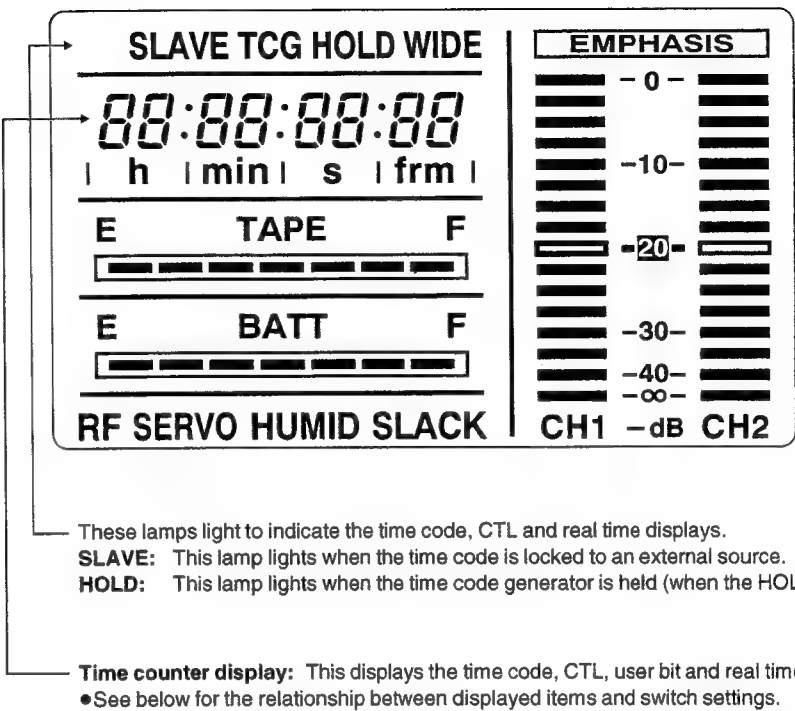 SLAVE TCG HOLD WIDE
88:88:88:88
h min s frm
E TAPE F
E BATT F
RF SERVO HUMID SLACK
EMPHASIS
– 0 –
–10–
–20–
–30–
–40–
–∞–
CH1 –dB CH2
These lamps light to indicate the time code, CTL and real time displays.
SLAVE: This lamp lights when the time code is locked to an external source.
HOLD: This lamp lights when the time code generator is held (when the HOL
Time counter display: This displays the time code, CTL, user bit and real time
●See below for the relationship between displayed items and switch settings.